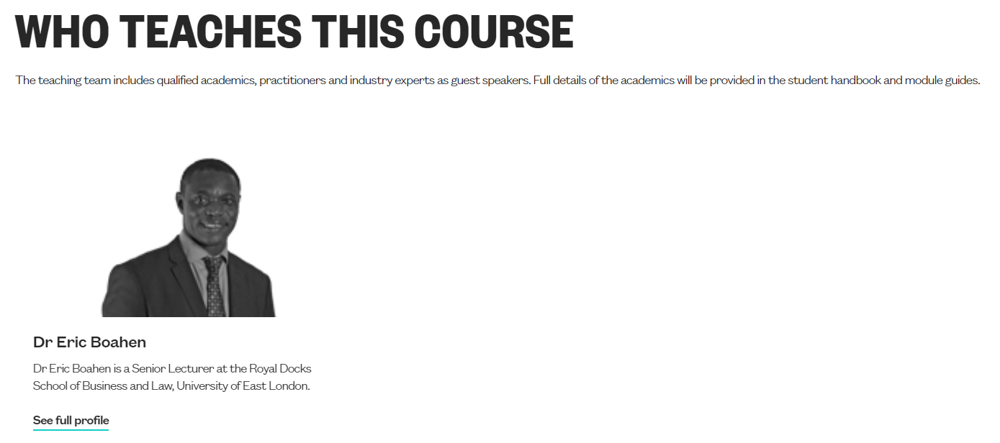 WHO TEACHES THIS COURSE
The teaching team includes qualified academics, practitioners and industry experts as guest speakers. Full details of the academics will be provided in the student handbook and module guides.
Dr Eric Boahen
Dr Eric Boahen is a Senior Lecturer at the Royal Docks
School of Business and Law, University of East London.
See full profile